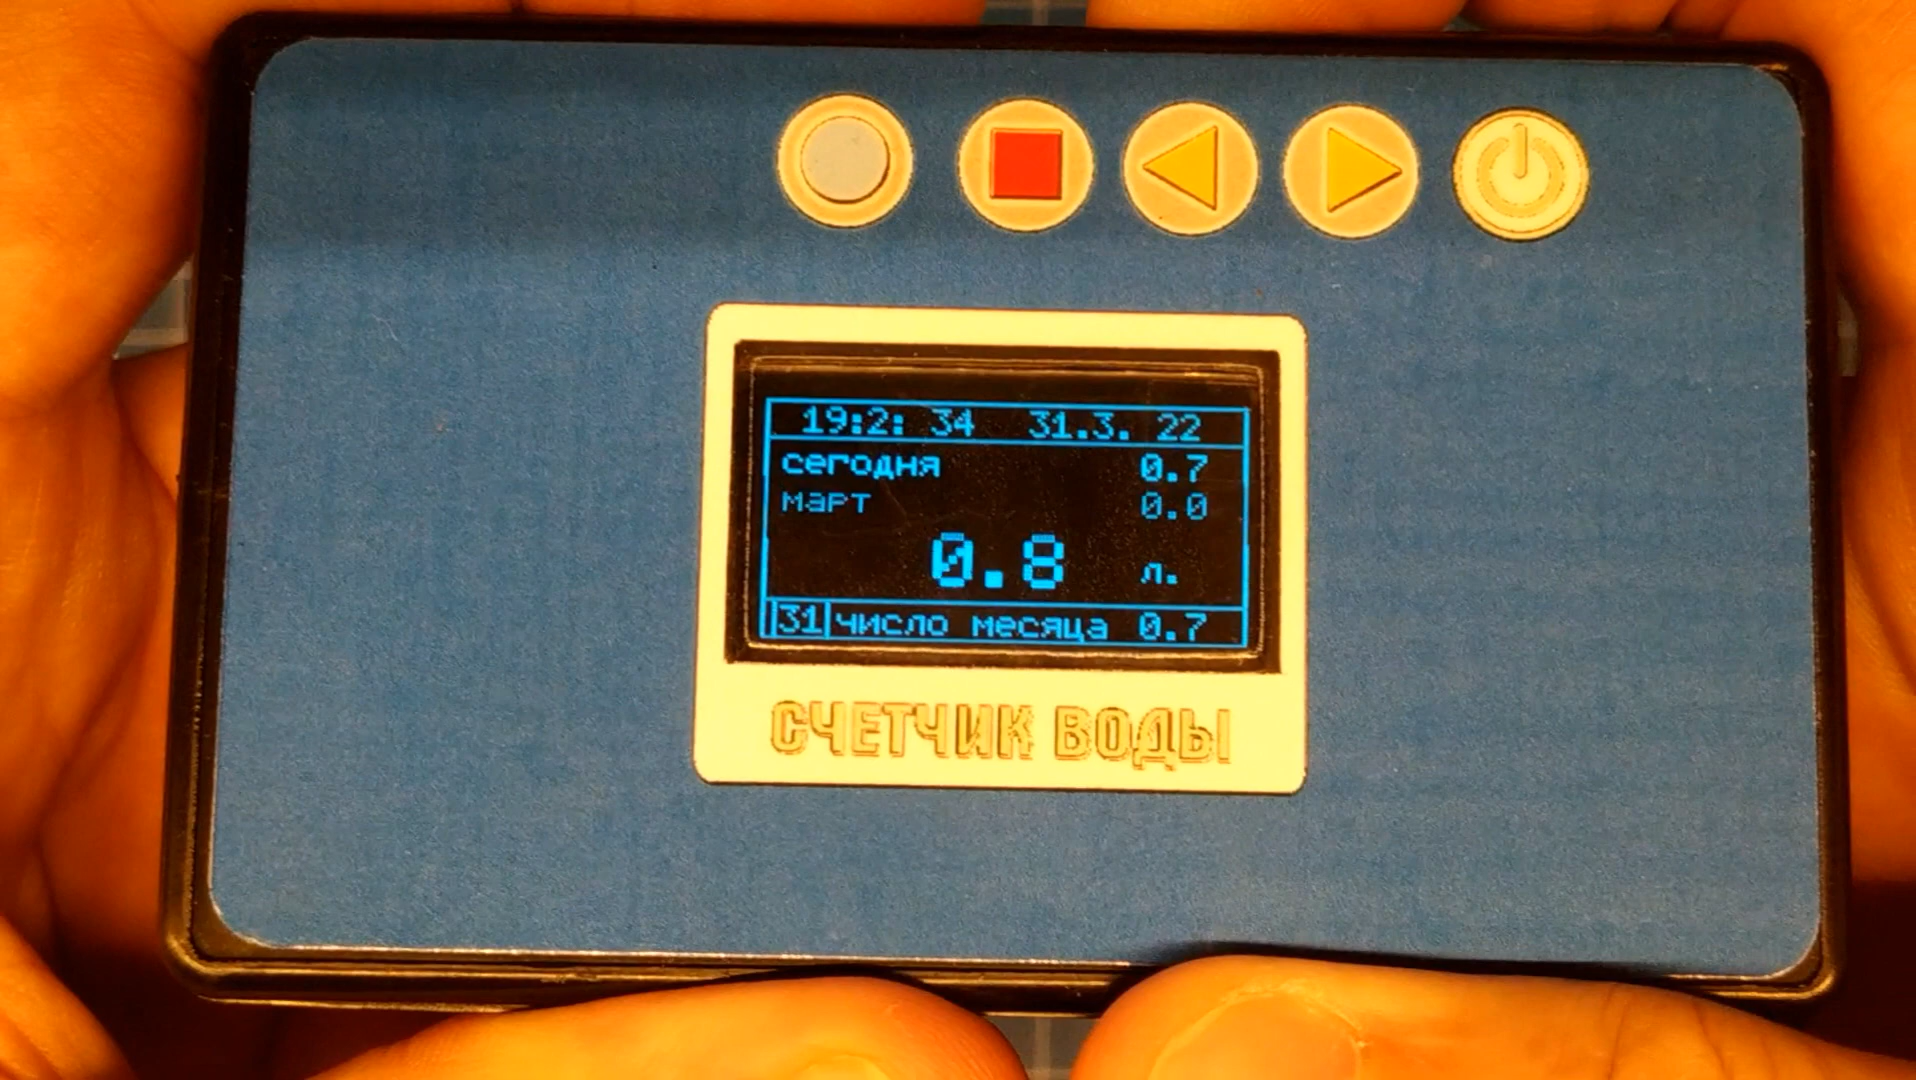 19:2: 34 31.3. 22
сегодня 0.7
март 0.0
0.8 л.
31 число месяца 0.7
СЧЕТЧИК ВОДЫ